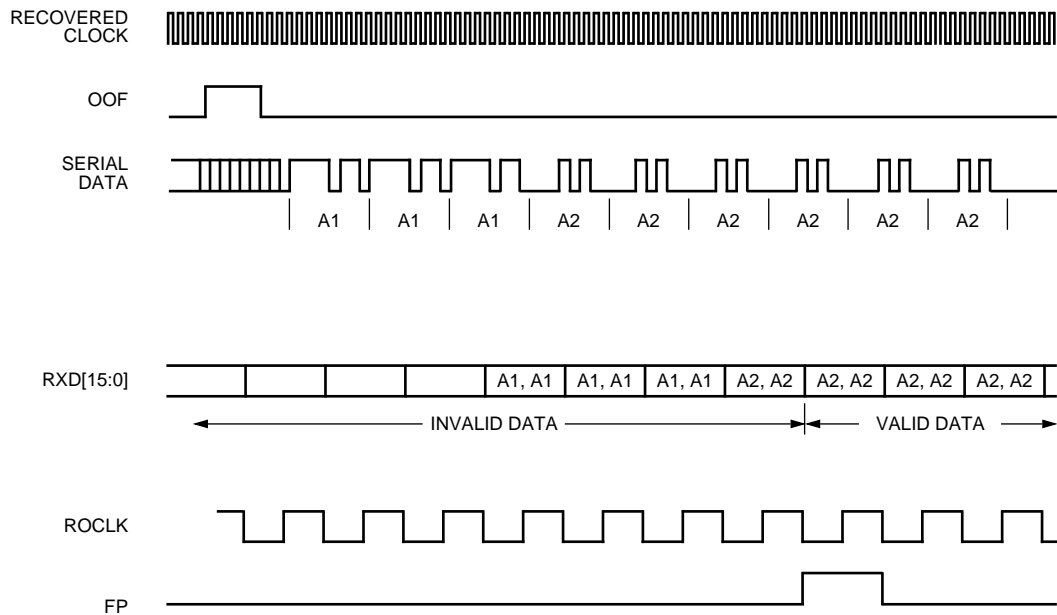 RECOVERED
CLOCK
OOF
SERIAL
DATA
A1 A1 A1 A2 A2 A2 A2 A2 A2
RXD[15:0]
A1, A1 A1, A1 A1, A1 A2, A2 A2, A2 A2, A2 A2, A2
INVALID DATA VALID DATA
ROCLK
FP